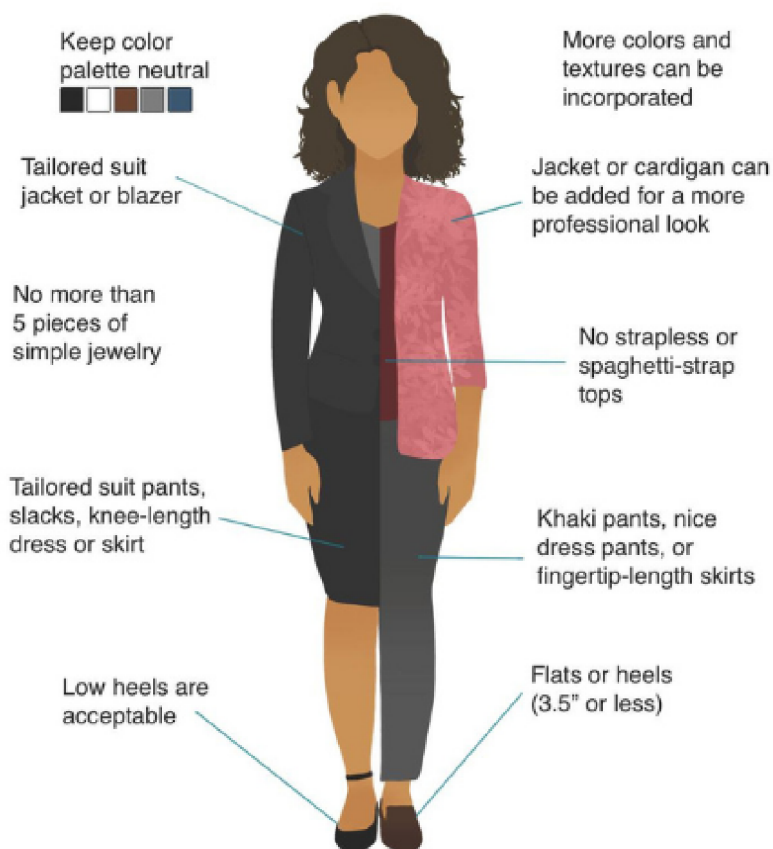 Keep color
palette neutral
More colors and
textures can be
incorporated
Tailored suit
jacket or blazer
Jacket or cardigan can
be added for a more
professional look
No more than
5 pieces of
simple jewelry
No strapless or
spaghetti-strap
tops
Tailored suit pants,
slacks, knee-length
dress or skirt
Khaki pants, nice
dress pants, or
fingertip-length skirts
Low heels are
acceptable
Flats or heels
(3.5” or less)